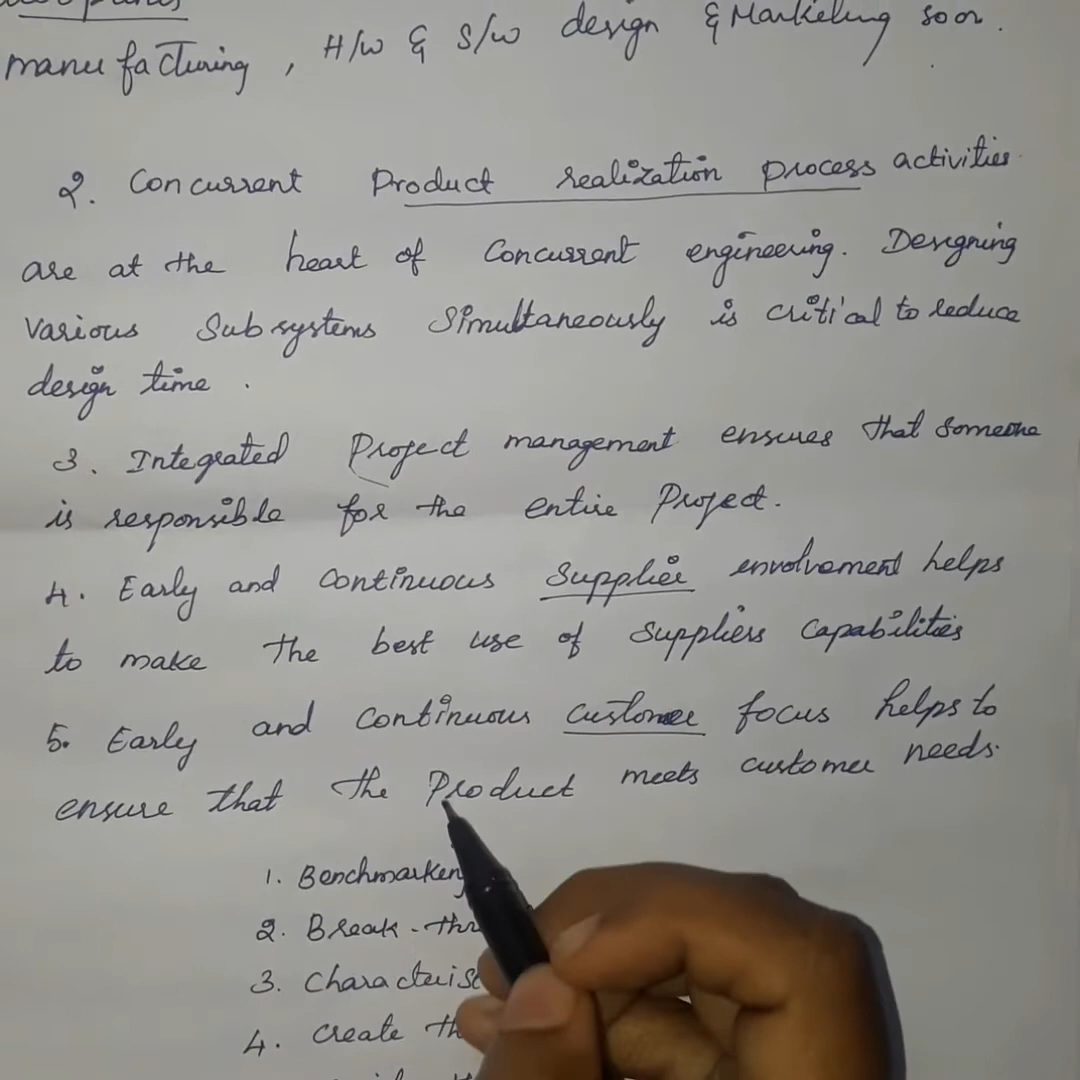 manufacturing, H/w & S/w design & Marketing soon.
2. Concurrent Product realization process activities
are at the heart of Concurrent engineering. Designing
various Subsystems Simultaneously is critical to reduce
design time.
3. Integrated Project management ensures that someone
is responsible for the entire Project.
4. Early and continuous Supplier involvement helps
to make the best use of suppliers capabilities
5. Early and continuous customer focus helps to
ensure that the Product meets customer needs.
1. Benchmarking
2. Break-thr
3. Characteris
4. Create th